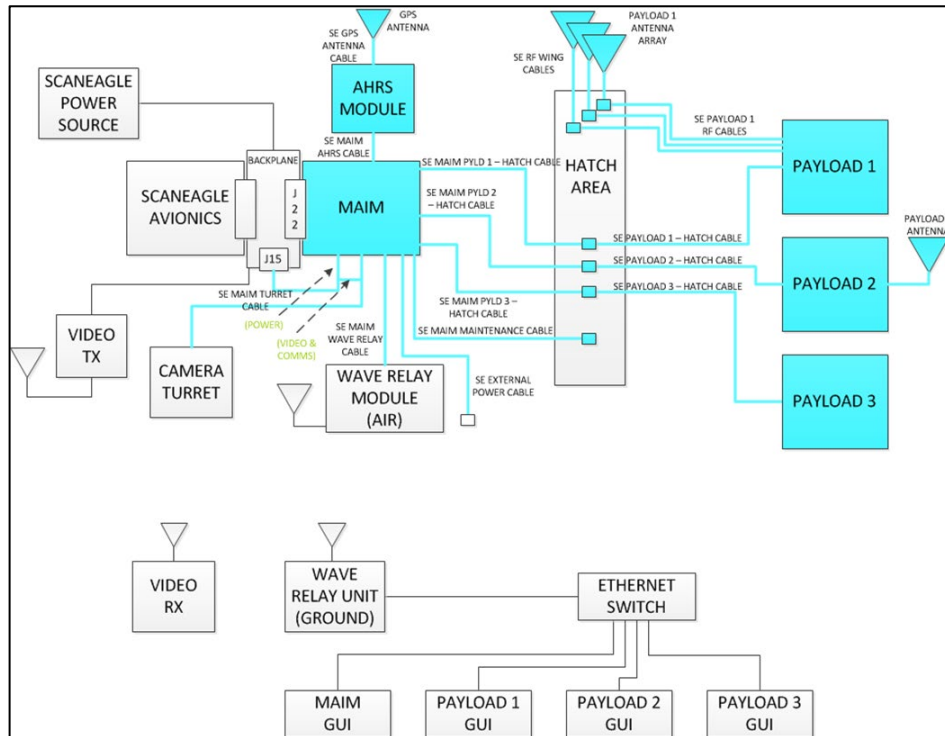 GPS
ANTENNA
PAYLOAD 1
ANTENNA
ARRAY
SE GPS
ANTENNA
CABLE
SE RF WING
CABLES
SCANEAGLE
POWER
SOURCE
AHRS
MODULE
SE PAYLOAD 1
RF CABLES
SE MAIM
AHRS CABLE
BACKPLANE
SE MAIM PYLD 1 – HATCH CABLE
HATCH
AREA
PAYLOAD 1
SCANEAGLE
AVIONICS
J
2
2
MAIM
SE MAIM PYLD 2
– HATCH CABLE
PAYLOAD
ANTENNA
SE PAYLOAD 1 – HATCH CABLE
J15
SE PAYLOAD 2 – HATCH CABLE
PAYLOAD 2
SE PAYLOAD 3 – HATCH CABLE
SE MAIM TURRET
CABLE
(POWER)
SE MAIM PYLD 3 –
HATCH CABLE
SE MAIM MAINTENANCE CABLE
(VIDEO &
COMMS)
SE MAIM
WAVE RELAY
CABLE
VIDEO
TX
CAMERA
TURRET
WAVE RELAY
MODULE
(AIR)
SE EXTERNAL
POWER CABLE
PAYLOAD 3
VIDEO
RX
WAVE
RELAY UNIT
(GROUND)
ETHERNET
SWITCH
MAIM
GUI
PAYLOAD 1
GUI
PAYLOAD 2
GUI
PAYLOAD 3
GUI